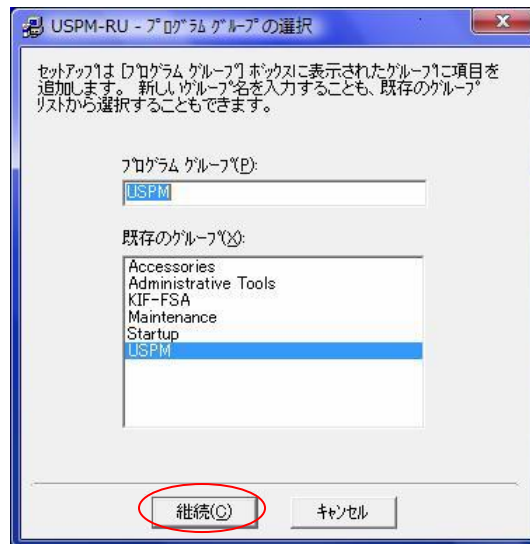 USPM-RU - ﾌﾟﾛｸﾞﾗﾑ ｸﾞﾙｰﾌﾟの選択
ｾｯﾄｱｯﾌﾟは [ﾌﾟﾛｸﾞﾗﾑ ｸﾞﾙｰﾌﾟ] ﾎﾞｯｸｽに表示されたｸﾞﾙｰﾌﾟに項目を
追加します。 新しいｸﾞﾙｰﾌﾟ名を入力することも、既存のｸﾞﾙｰﾌﾟ
ﾘｽﾄから選択することもできます。
ﾌﾟﾛｸﾞﾗﾑ ｸﾞﾙｰﾌﾟ(P):
USPM
既存のｸﾞﾙｰﾌﾟ(X):
Accessories
Administrative Tools
KIF-FSA
Maintenance
Startup
USPM
継続(C)
ｷｬﾝｾﾙ